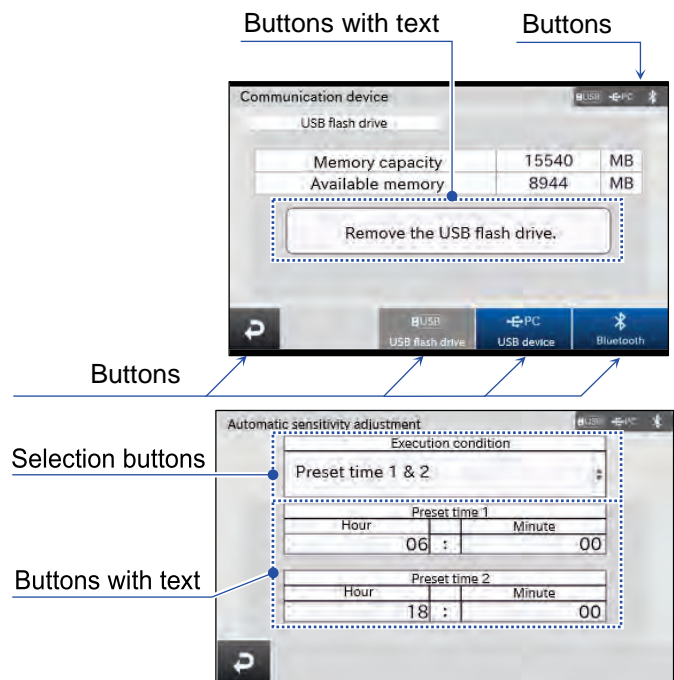 Buttons with text Buttons
Communication device USB PC
USB flash drive
Memory capacity 15540 MB
Available memory 8944 MB
Remove the USB flash drive.
USB PC
USB flash drive USB device Bluetooth
Buttons
Automatic sensitivity adjustment USB PC
Execution condition
Selection buttons
Preset time 1 & 2
Preset time 1
Hour Minute
06 : 00
Buttons with text
Preset time 2
Hour Minute
18 : 00